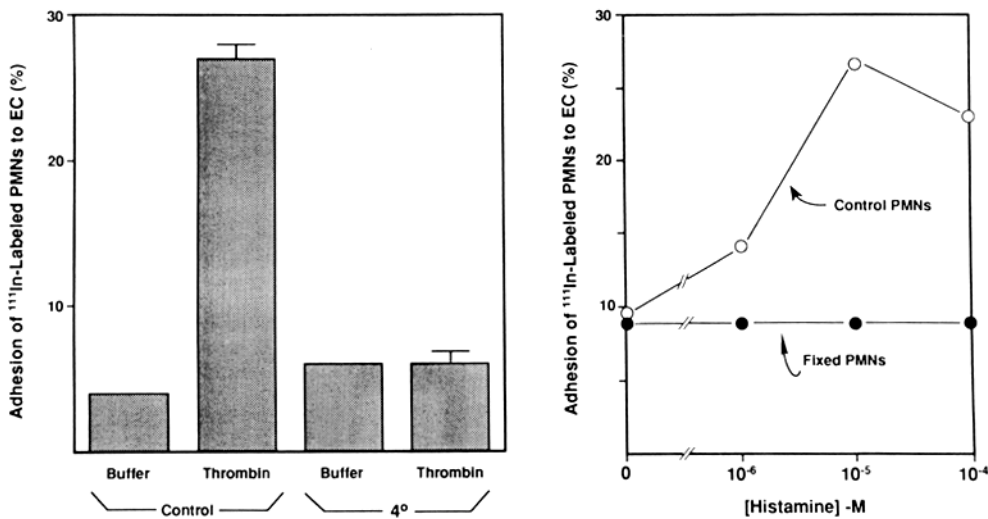 Adhesion of ¹¹¹In-Labeled PMNs to EC (%)
30
20
10
Buffer
Thrombin
Buffer
Thrombin
Control
4°
Adhesion of ¹¹¹In-Labeled PMNs to EC (%)
30
20
10
Control PMNs
Fixed PMNs
0
10⁻⁶
10⁻⁵
10⁻⁴
[Histamine] -M